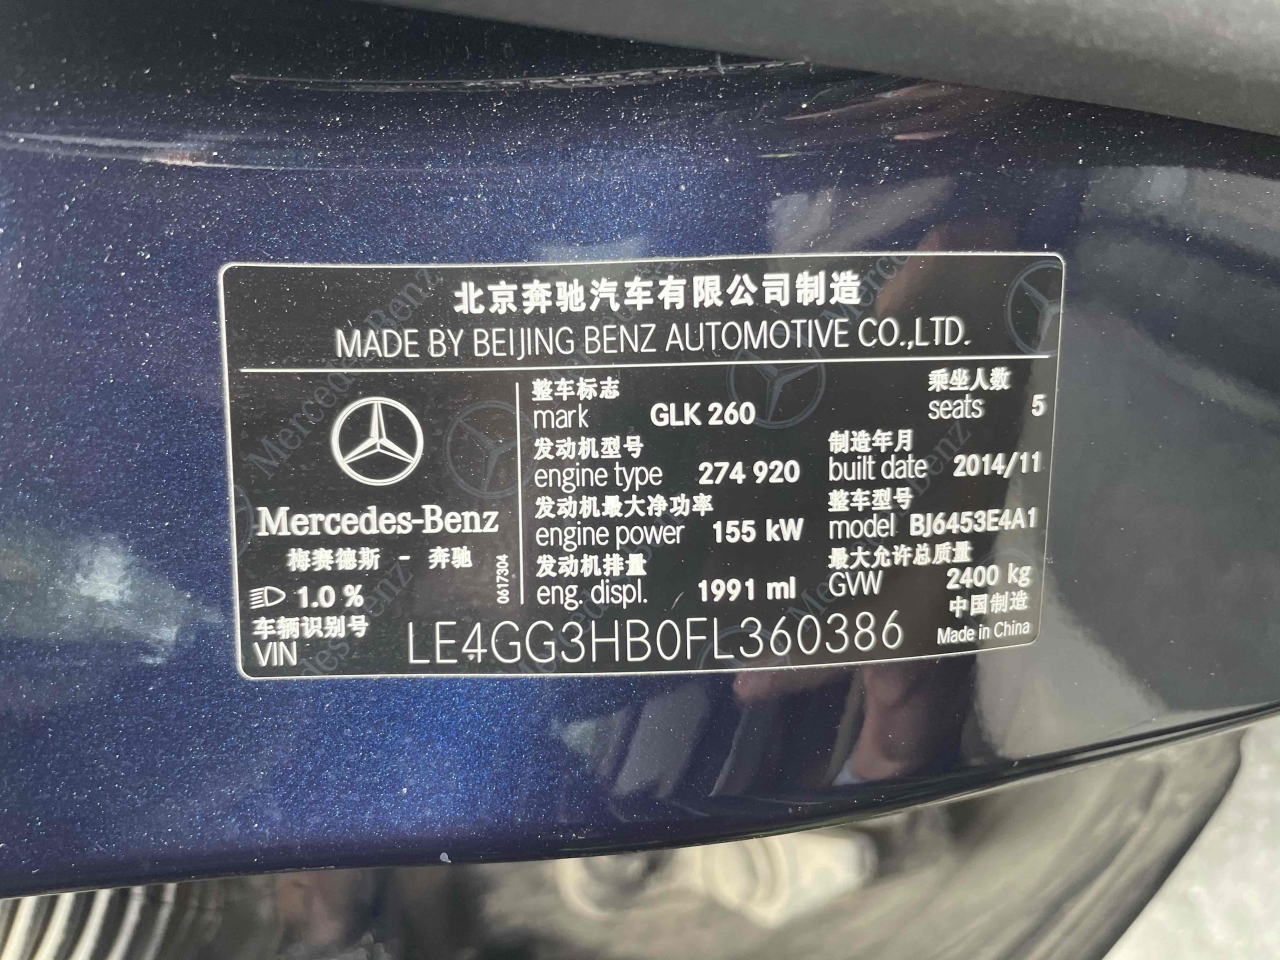 北京奔驰汽车有限公司制造
MADE BY BEIJING BENZ AUTOMOTIVE CO.,LTD.
Mercedes-Benz
梅赛德斯 - 奔驰
1.0 %
0617304
整车标志
mark GLK 260
乘坐人数
seats 5
发动机型号
engine type 274 920
制造年月
built date 2014/11
发动机最大净功率
engine power 155 kW
整车型号
model BJ6453E4A1
发动机排量
eng. displ. 1991 ml
最大允许总质量
GVW 2400 kg
车辆识别号
VIN LE4GG3HB0FL360386
中国制造
Made in China